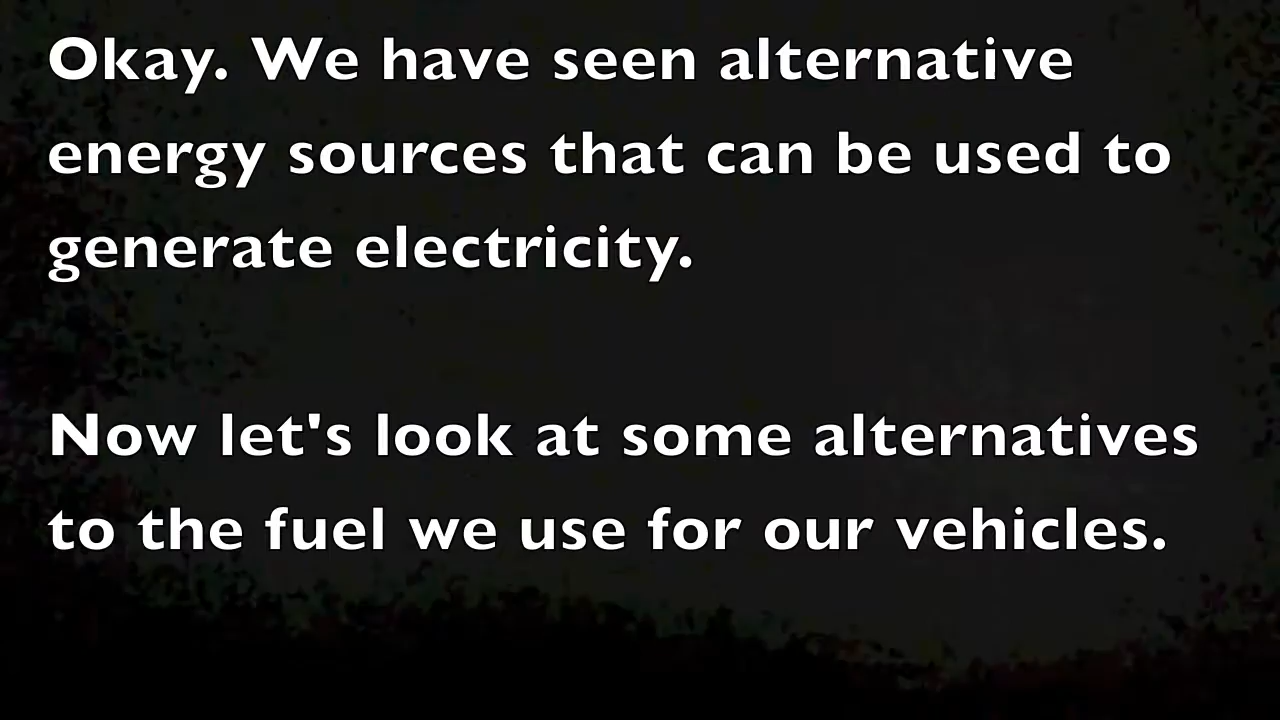 Okay. We have seen alternative
energy sources that can be used to
generate electricity.
Now let's look at some alternatives
to the fuel we use for our vehicles.